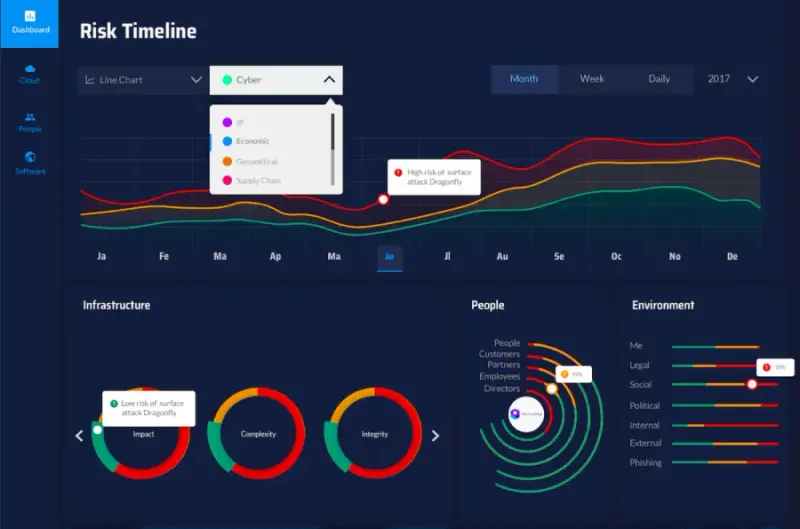 Dashboard
Risk Timeline
Cloud
People
Software
Line Chart
Cyber
Month
Week
Daily
2017
IP
Economic
Geopolitical
Supply Chain
High risk of surface
attack Dragonfly
Ja
Fe
Ma
Ap
Ma
Ju
Jl
Au
Se
Oc
No
De
Infrastructure
Low risk of surface
attack Dragonfly
Impact
Complexity
Integrity
People
People
Customers
Partners
Employees
Directors
Environment
Me
Legal
Social
Political
Internal
External
Phishing